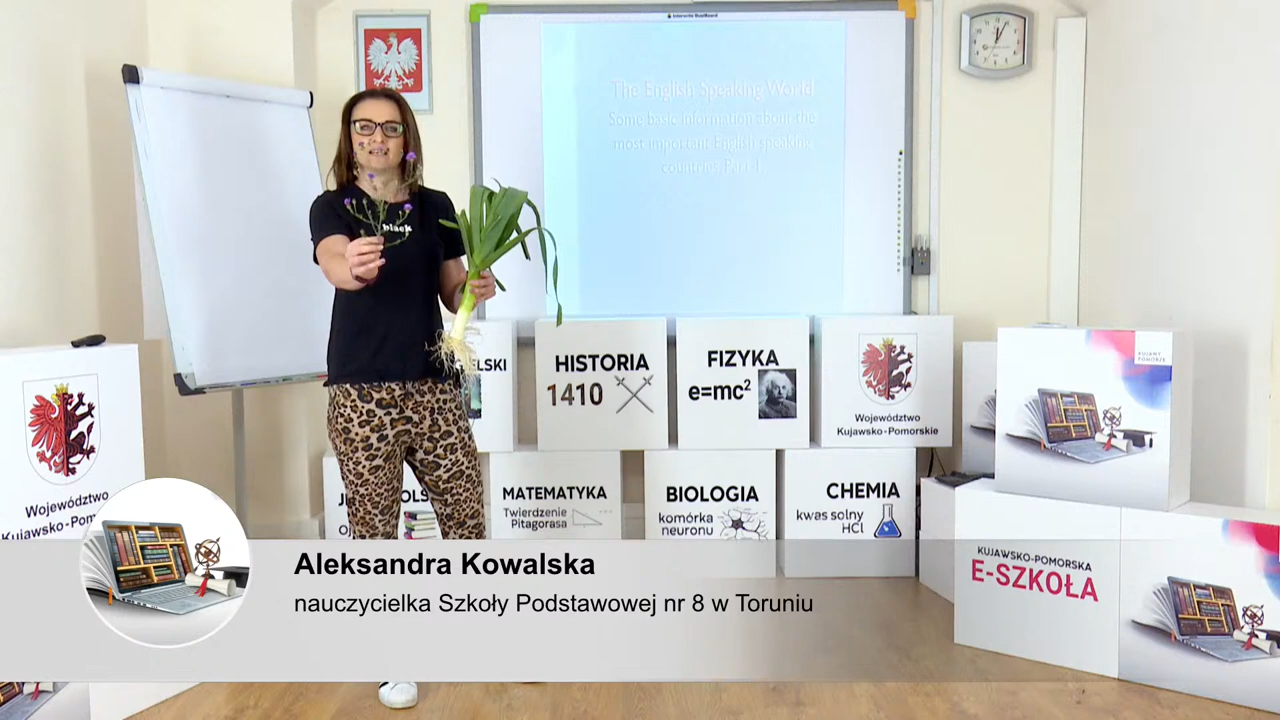 The English Speaking World
Some basic information about the
most important English speaking
countries Part 1
black
HISTORIA
1410
FIZYKA
e=mc²
Województwo
Kujawsko-Pomorskie
KUJAWY
POMORZE
Województwo
MATEMATYKA
Twierdzenie
Pitagorasa
BIOLOGIA
komórka
neuronu
CHEMIA
kwas solny
HCl
KUJAWSKO-POMORSKA
E-SZKOŁA
Aleksandra Kowalska
nauczycielka Szkoły Podstawowej nr 8 w Toruniu